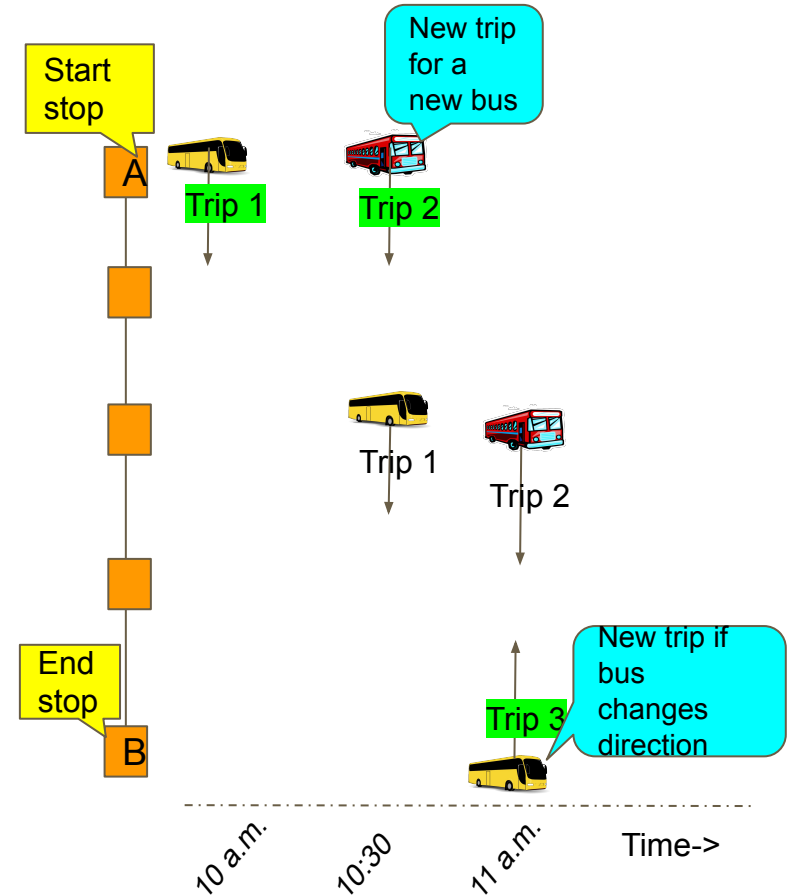 Start
stop
New trip
for a
new bus
A
Trip 1
Trip 2
Trip 1
Trip 2
End
stop
New trip if
bus
changes
direction
Trip 3
B
10 a.m.
10:30
11 a.m.
Time->